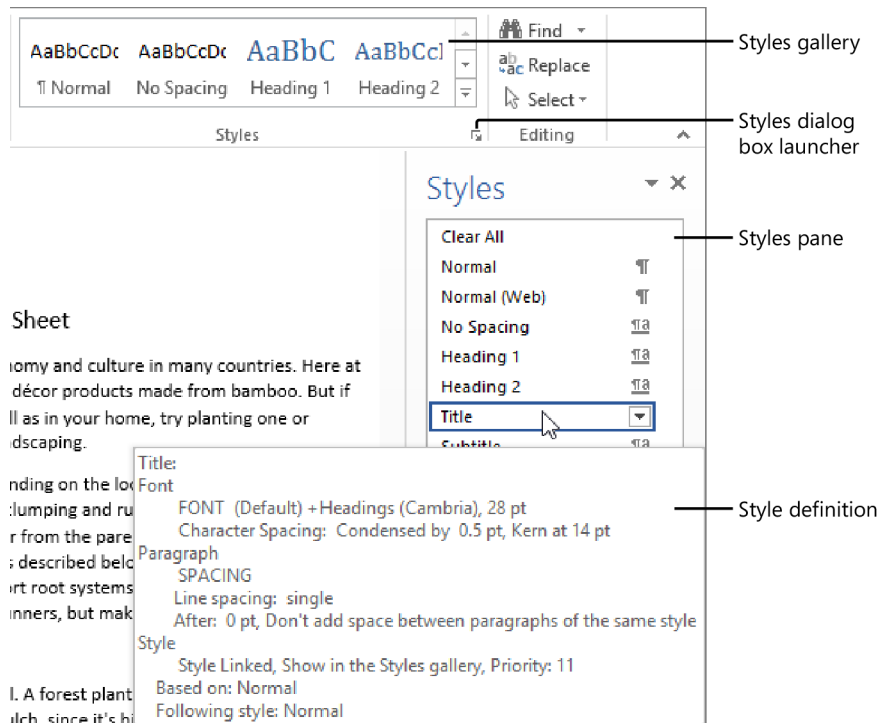 AaBbCcDc AaBbCcDc AaBbC AaBbCcI
¶ Normal No Spacing Heading 1 Heading 2
Styles
Find
Replace
Select
Editing
Styles gallery
Styles dialog
box launcher
Styles
Clear All
Normal ¶
Normal (Web) ¶
No Spacing ¶a
Heading 1 ¶a
Heading 2 ¶a
Title
Subtitle ¶a
Styles pane
Sheet
nomy and culture in many countries. Here at
décor products made from bamboo. But if
ll as in your home, try planting one or
dscaping.
nding on the lo
clumping and ru
r from the pare
s described belo
ort root systems
nners, but mak
l. A forest plant
ulch, since it's hi
Title:
Font
FONT (Default) +Headings (Cambria), 28 pt
Character Spacing: Condensed by 0.5 pt, Kern at 14 pt
Paragraph
SPACING
Line spacing: single
After: 0 pt, Don't add space between paragraphs of the same style
Style
Style Linked, Show in the Styles gallery, Priority: 11
Based on: Normal
Following style: Normal
Style definition